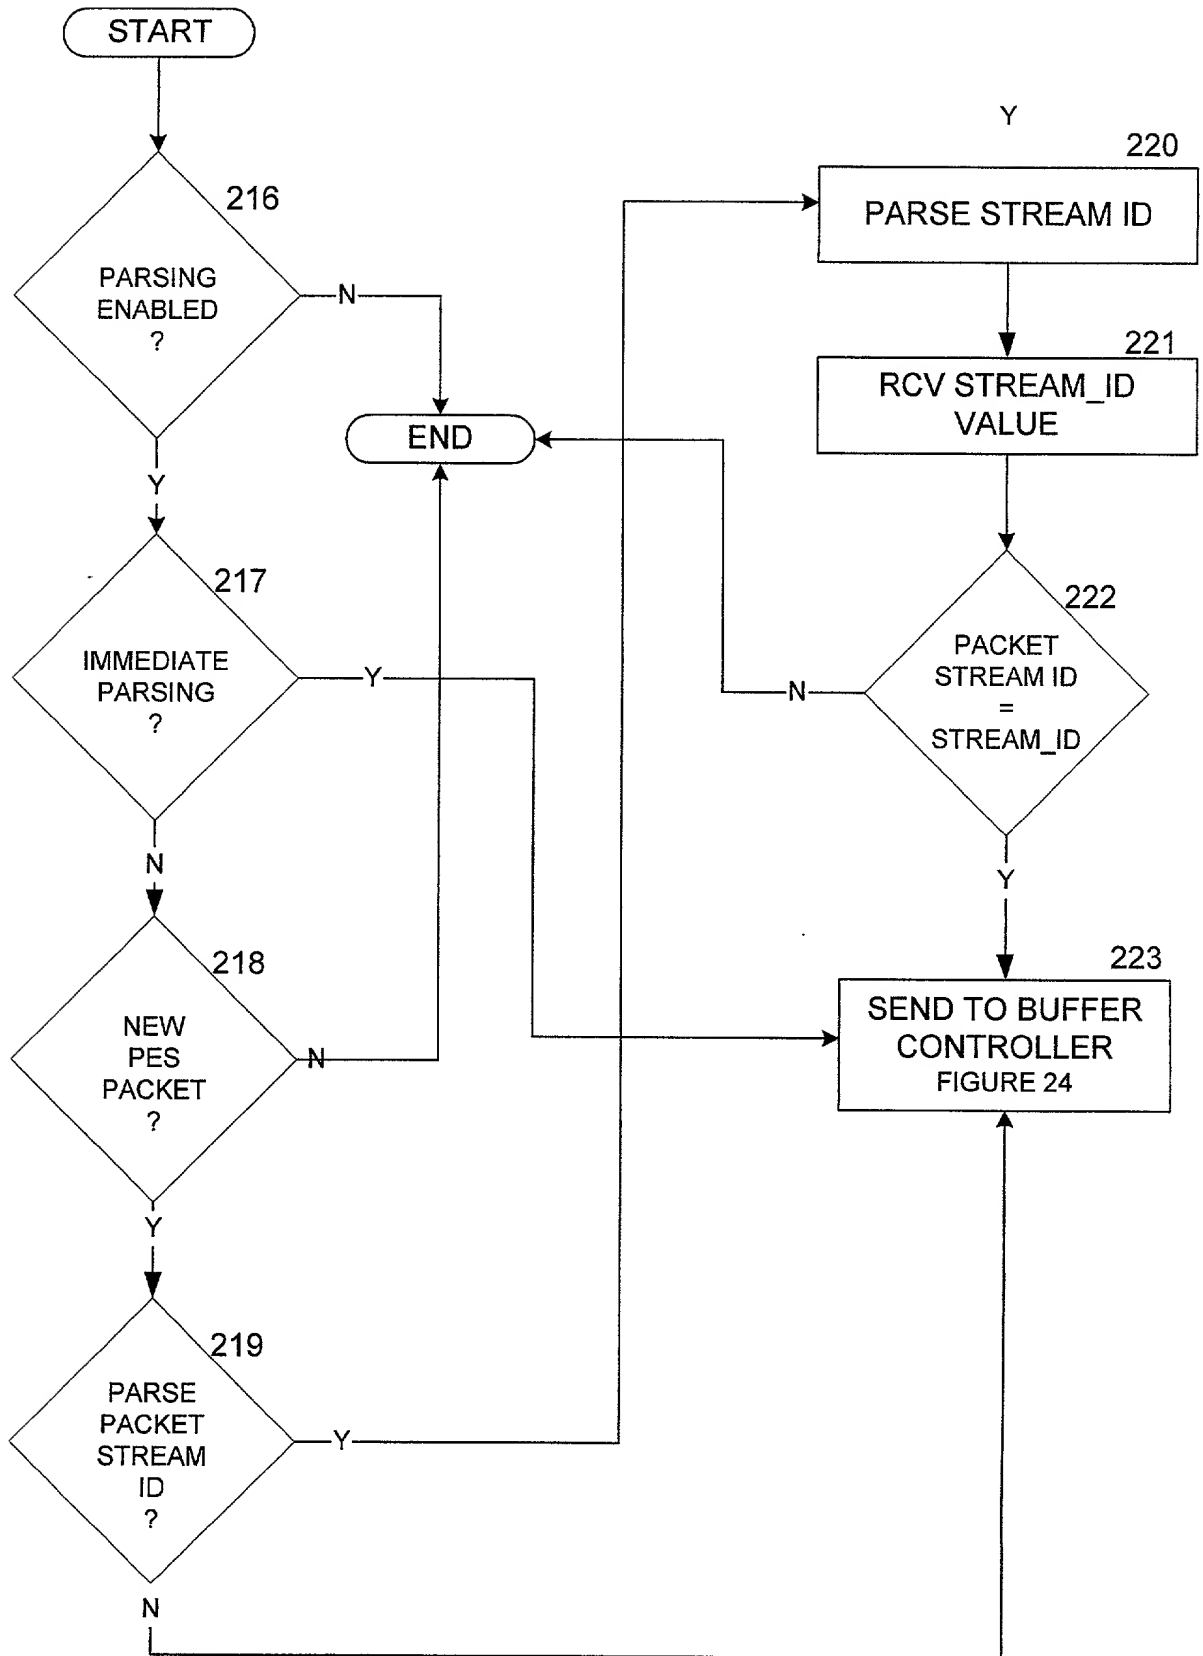 START
216
PARSING
ENABLED
?
N
Y
END
217
IMMEDIATE
PARSING
?
Y
N
218
NEW
PES
PACKET
?
N
Y
219
PARSE
PACKET
STREAM
ID
?
Y
N
Y
220
PARSE STREAM ID
221
RCV STREAM_ID
VALUE
222
PACKET
STREAM ID
=
STREAM_ID
N
Y
223
SEND TO BUFFER
CONTROLLER
FIGURE 24